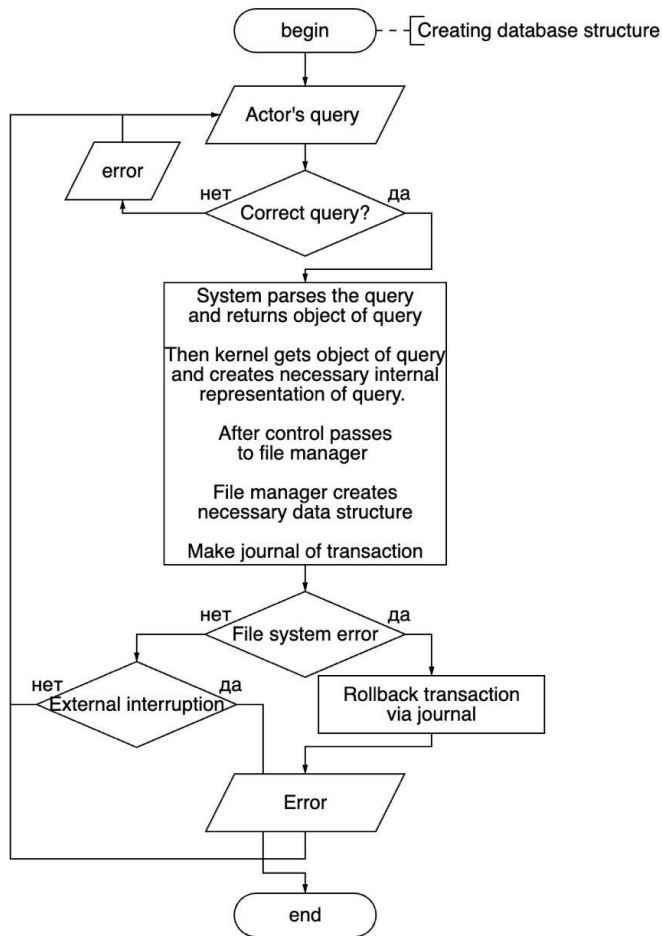 begin
Creating database structure
Actor's query
error
нет
да
Correct query?
System parses the query
and returns object of query
Then kernel gets object of query
and creates necessary internal
representation of query.
After control passes
to file manager
File manager creates
necessary data structure
Make journal of transaction
нет
да
File system error
нет
да
External interruption
Rollback transaction
via journal
Error
end